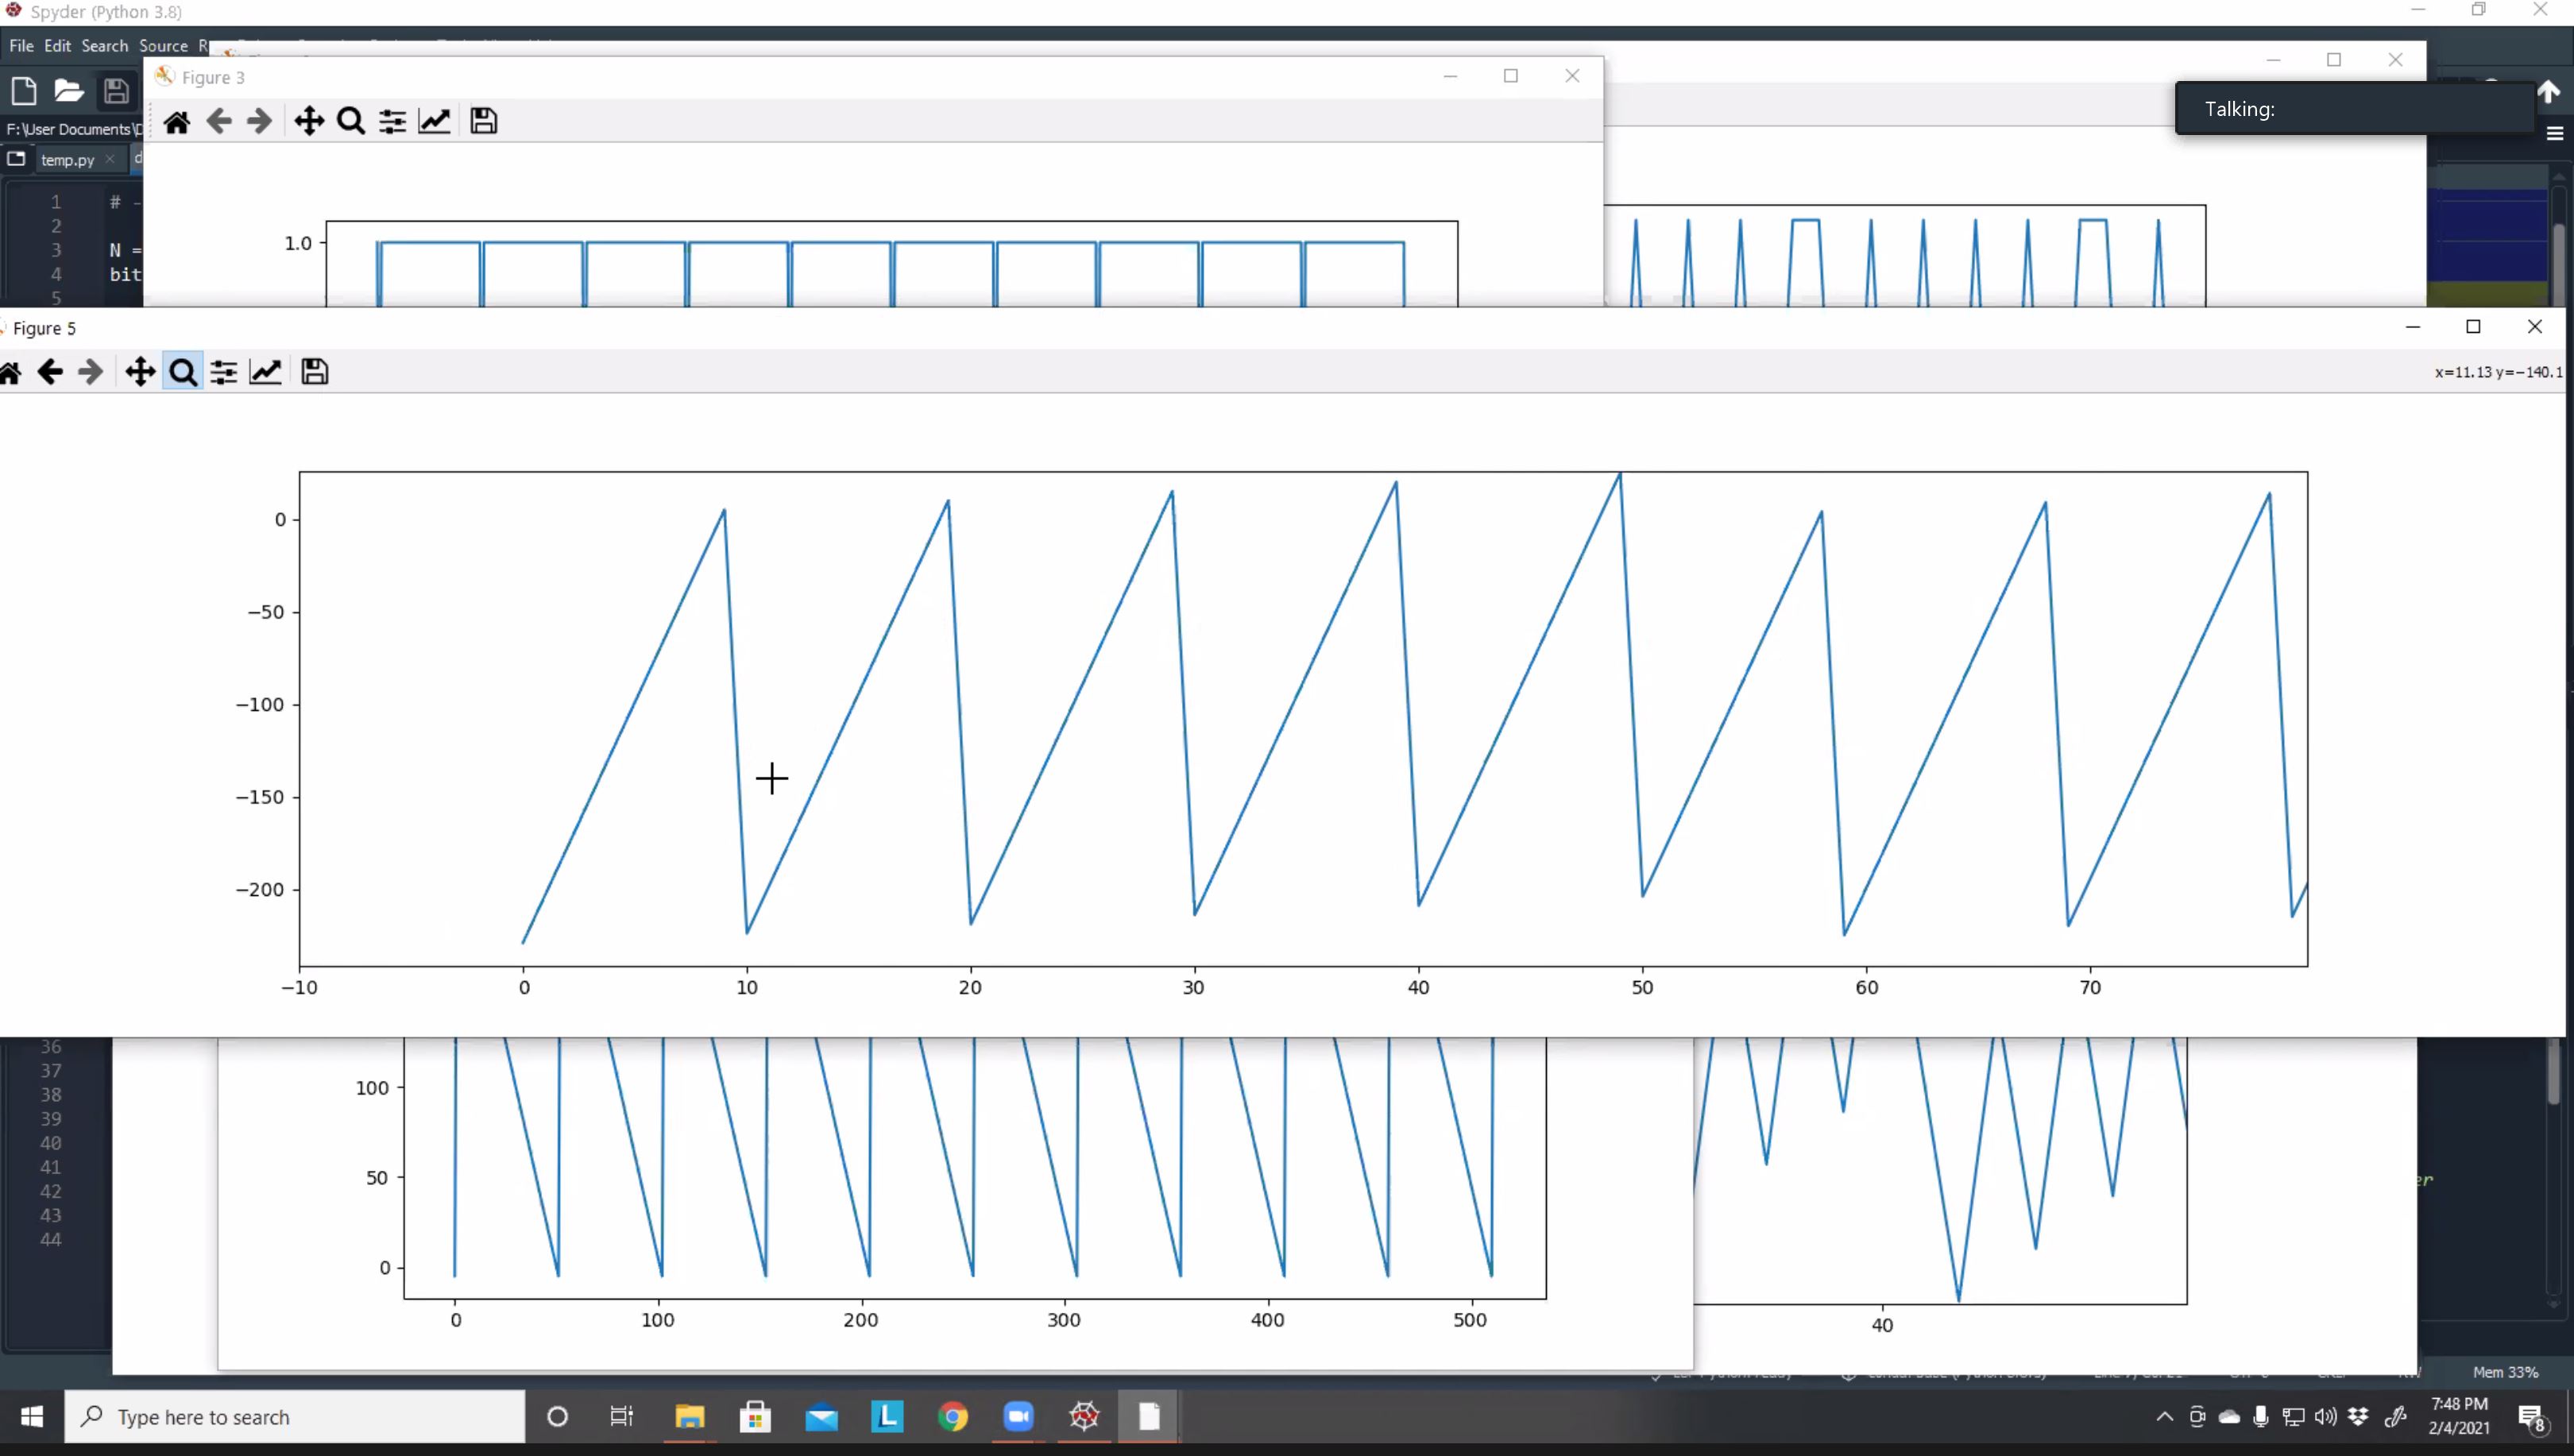 Spyder (Python 3.8)
File Edit Search Source R
Figure 3
Talking:
F:\User Documents\D
temp.py
1 # -
2
3 N =
4 bit
5
1.0
Figure 5
x=11.13 y=−140.1
0
−50
−100
−150
−200
−10 0 10 20 30 40 50 60 70
36
37
38
39
40
41
42
43
44
100
50
0
0 100 200 300 400 500
40
er
Mem 33%
Type here to search
L
7:48 PM
2/4/2021
8